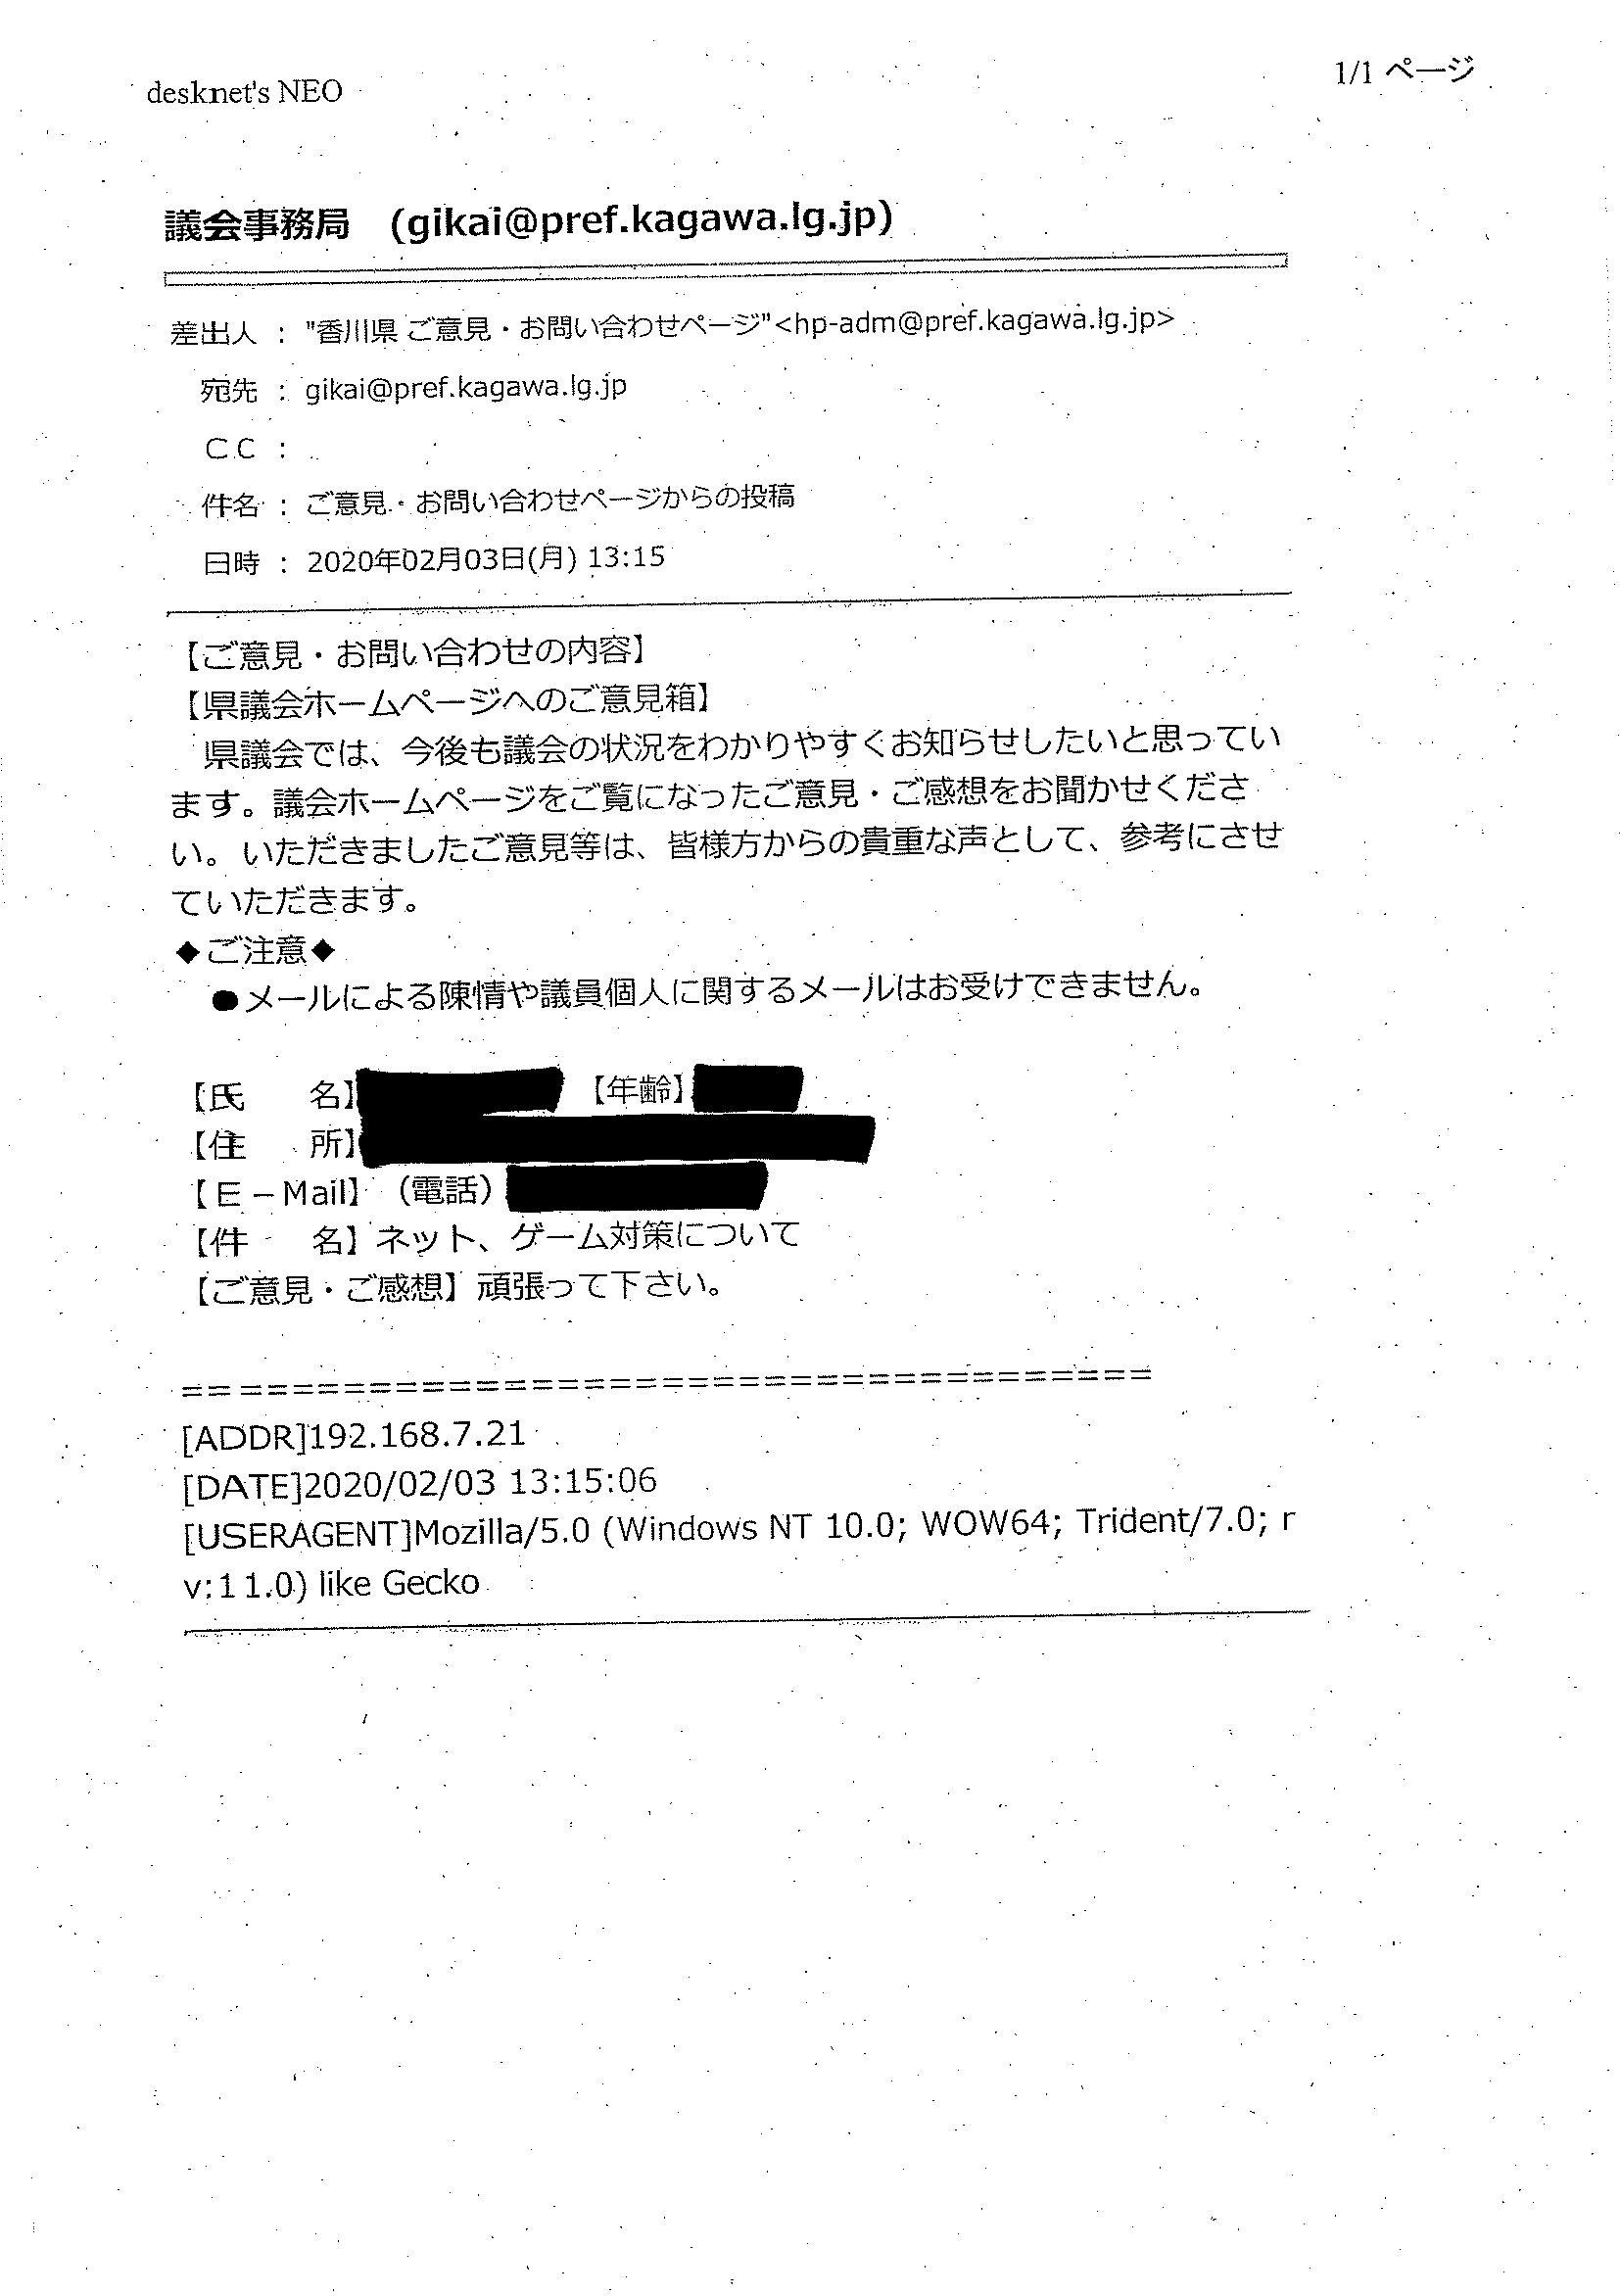 desknet's NEO
1/1 ページ
議会事務局　(gikai@pref.kagawa.lg.jp)
差出人 : "香川県 ご意見・お問い合わせページ"<hp-adm@pref.kagawa.lg.jp>
宛先 : gikai@pref.kagawa.lg.jp
C C :
件名 : ご意見・お問い合わせページからの投稿
日時 : 2020年02月03日(月) 13:15
【ご意見・お問い合わせの内容】
【県議会ホームページへのご意見箱】
　県議会では、今後も議会の状況をわかりやすくお知らせしたいと思ってい
ます。議会ホームページをご覧になったご意見・ご感想をお聞かせくださ
い。いただきましたご意見等は、皆様方からの貴重な声として、参考にさせ
ていただきます。
◆ご注意◆
　●メールによる陳情や議員個人に関するメールはお受けできません。
【氏　　名】　【年齢】
【住　　所】
【E－Mail】（電話）
【件　　名】ネット、ゲーム対策について
【ご意見・ご感想】頑張って下さい。
=====================================
[ADDR]192.168.7.21
[DATE]2020/02/03 13:15:06
[USERAGENT]Mozilla/5.0 (Windows NT 10.0; WOW64; Trident/7.0; r
v:11.0) like Gecko